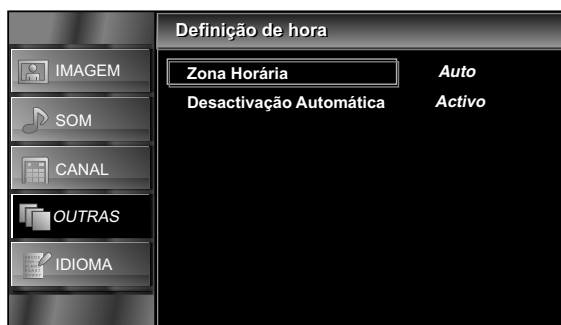 Definição de hora
IMAGEM
SOM
CANAL
OUTRAS
IDIOMA
Zona Horária Auto
Desactivação Automática Activo